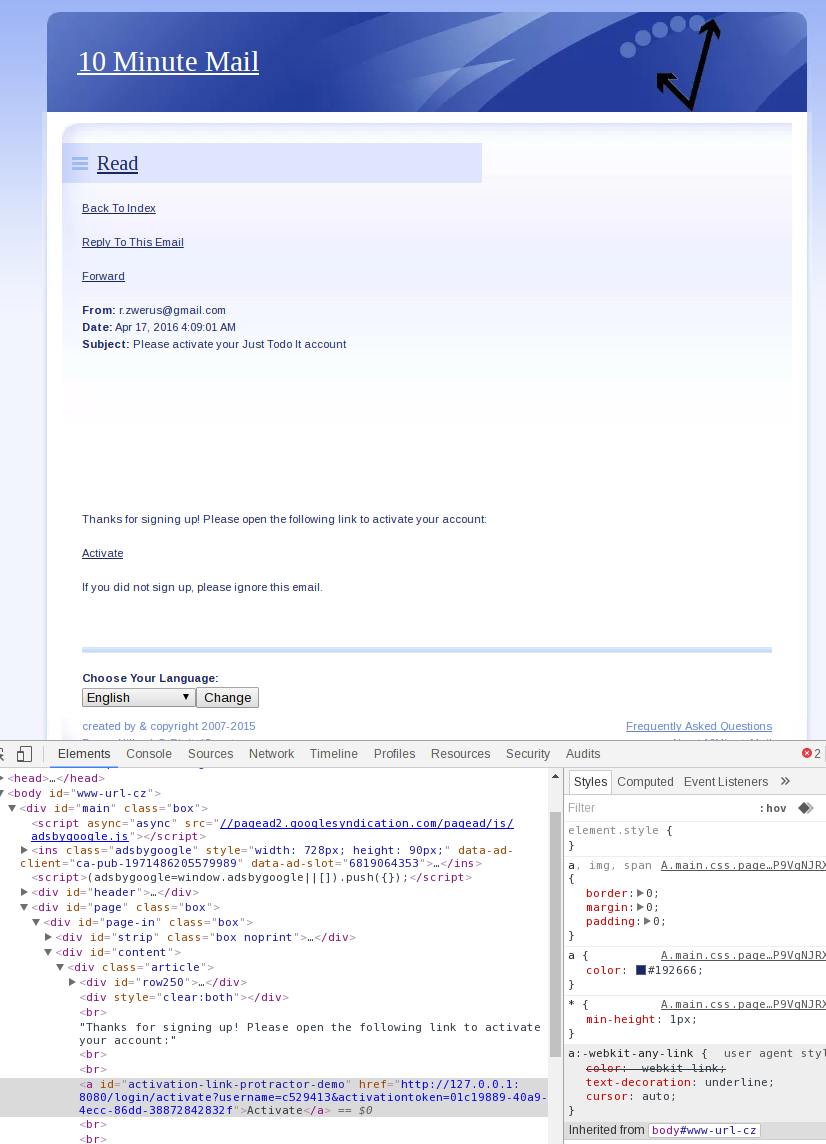 10 Minute Mail
Read
Back To Index
Reply To This Email
Forward
From: r.zwerus@gmail.com
Date: Apr 17, 2016 4:09:01 AM
Subject: Please activate your Just Todo It account
Thanks for signing up! Please open the following link to activate your account:
Activate
If you did not sign up, please ignore this email.
Choose Your Language:
English ▼ Change
created by & copyright 2007-2015 Frequently Asked Questions
Elements Console Sources Network Timeline Profiles Resources Security Audits 2
▶<head>…</head>
▼<body id="www-url-cz">
▼<div id="main" class="box">
<script async="async" src="//pagead2.googlesyndication.com/pagead/js/
adsbygoogle.js"></script>
▶<ins class="adsbygoogle" style="width: 728px; height: 90px;" data-ad-
client="ca-pub-1971486205579989" data-ad-slot="6819064353">…</ins>
<script>(adsbygoogle=window.adsbygoogle||[]).push({});</script>
▶<div id="header">…</div>
▼<div id="page" class="box">
▼<div id="page-in" class="box">
▶<div id="strip" class="box noprint">…</div>
▼<div id="content">
▼<div class="article">
▶<div id="row250">…</div>
<div style="clear:both"></div>
<br>
"Thanks for signing up! Please open the following link to activate
your account:"
<br>
<br>
<a id="activation-link-protractor-demo" href="http://127.0.0.1:
8080/login/activate?username=c529413&activationtoken=01c19889-40a9-
4ecc-86dd-38872842832f">Activate</a> == $0
<br>
<br>
Styles Computed Event Listeners »
Filter :hov
element.style {
}
a, img, span A.main.css.page…P9VqNJRX
{
border:▶0;
margin:▶0;
padding:▶0;
}
a { A.main.css.page…P9VqNJRX
color: #192666;
}
* { A.main.css.page…P9VqNJRX
min-height: 1px;
}
a:-webkit-any-link { user agent styl
color: -webkit-link;
text-decoration: underline;
cursor: auto;
}
Inherited from body#www-url-cz